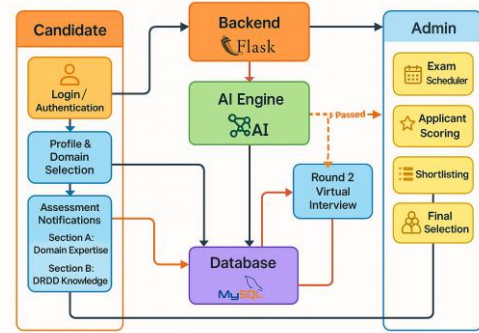 Candidate
Login /
Authentication
Profile &
Domain
Selection
Assessment
Notifications
Section A:
Domain Expertise
Section B:
DRDD Knowledge
Backend
Flask
AI Engine
AI
Passed
Round 2
Virtual
Interview
Database
MySQL
Admin
Exam
Scheduler
Applicant
Scoring
Shortlisting
Final
Selection